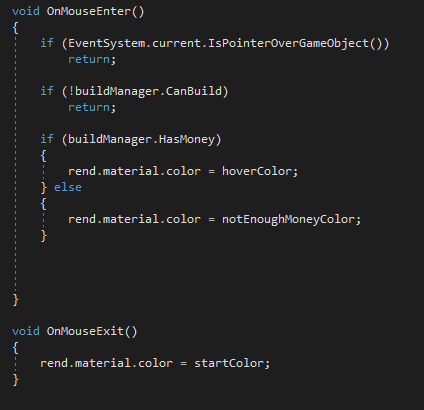 void OnMouseEnter()
{
    if (EventSystem.current.IsPointerOverGameObject())
        return;
    if (!buildManager.CanBuild)
        return;
    if (buildManager.HasMoney)
    {
        rend.material.color = hoverColor;
    } else
    {
        rend.material.color = notEnoughMoneyColor;
    }
}
void OnMouseExit()
{
    rend.material.color = startColor;
}